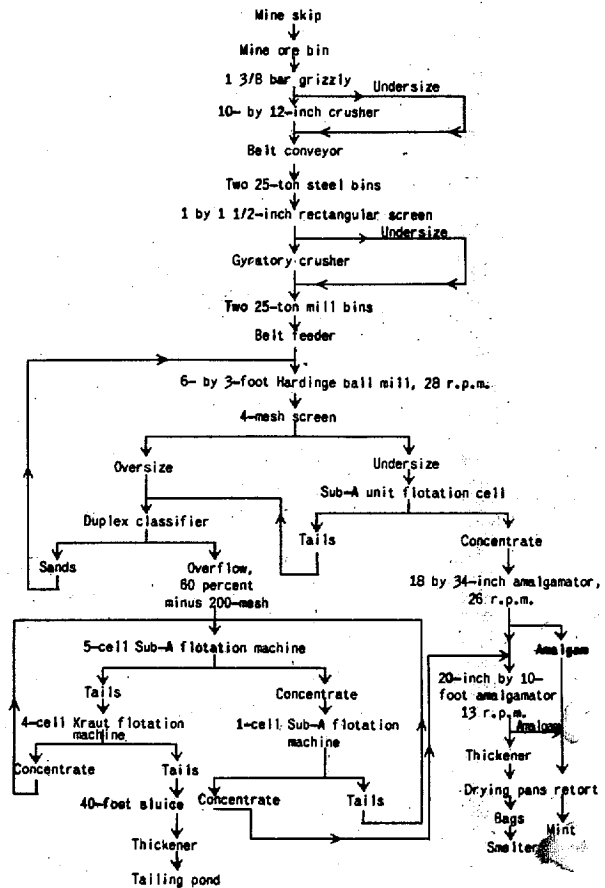 Mine skip
Mine ore bin
1 3/8 bar grizzly
Undersize
10- by 12-inch crusher
Belt conveyor
Two 25-ton steel bins
1 by 1 1/2-inch rectangular screen
Undersize
Gyratory crusher
Two 25-ton mill bins
Belt feeder
6- by 3-foot Hardinge ball mill, 28 r.p.m.
4-mesh screen
Oversize
Undersize
Sub-A unit flotation cell
Duplex classifier
Tails
Concentrate
Sands
Overflow,
60 percent
minus 200-mesh
18 by 34-inch amalgamator,
26 r.p.m.
5-cell Sub-A flotation machine
Amalgam
Tails
Concentrate
20-inch by 10-
foot amalgamator
13 r.p.m.
4-cell Kraut flotation
machine
1-cell Sub-A flotation
machine
Amalgam
Thickener
Concentrate
Tails
40-foot sluice
Concentrate
Tails
Drying pans retort
Bags
Mint
Thickener
Smelter
Tailing pond